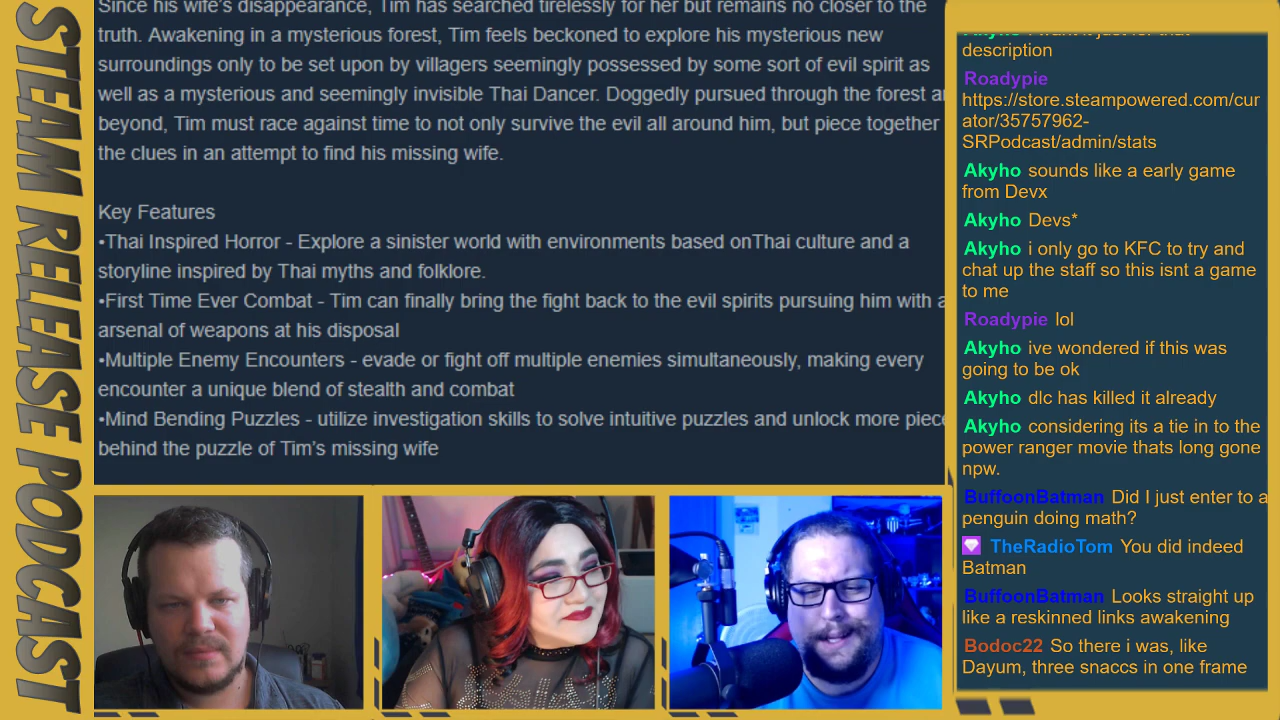 STEAM RELEASE PODCAST
Since his wife's disappearance, Tim has searched tirelessly for her but remains no closer to the
truth. Awakening in a mysterious forest, Tim feels beckoned to explore his mysterious new
surroundings only to be set upon by villagers seemingly possessed by some sort of evil spirit as
well as a mysterious and seemingly invisible Thai Dancer. Doggedly pursued through the forest a
beyond, Tim must race against time to not only survive the evil all around him, but piece together
the clues in an attempt to find his missing wife.
Key Features
•Thai Inspired Horror - Explore a sinister world with environments based onThai culture and a
storyline inspired by Thai myths and folklore.
•First Time Ever Combat - Tim can finally bring the fight back to the evil spirits pursuing him with a
arsenal of weapons at his disposal
•Multiple Enemy Encounters - evade or fight off multiple enemies simultaneously, making every
encounter a unique blend of stealth and combat
•Mind Bending Puzzles - utilize investigation skills to solve intuitive puzzles and unlock more piec
behind the puzzle of Tim's missing wife
description
Roadypie
https://store.steampowered.com/cur
ator/35757962-
SRPodcast/admin/stats
Akyho sounds like a early game
from Devx
Akyho Devs*
Akyho i only go to KFC to try and
chat up the staff so this isnt a game
to me
Roadypie lol
Akyho ive wondered if this was
going to be ok
Akyho dlc has killed it already
Akyho considering its a tie in to the
power ranger movie thats long gone
npw.
BuffoonBatman Did I just enter to a
penguin doing math?
TheRadioTom You did indeed
Batman
BuffoonBatman Looks straight up
like a reskinned links awakening
Bodoc22 So there i was, like
Dayum, three snaccs in one frame